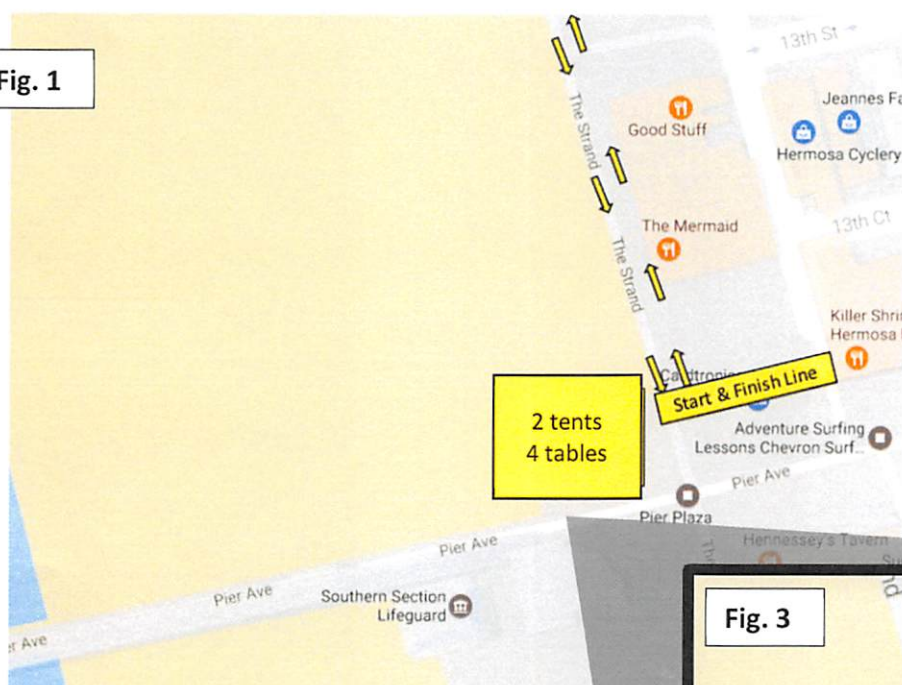 Fig. 1
13th St
The Strand
Good Stuff
Jeannes
Hermosa Cyclery
The Strand
The Mermaid
13th Ct
Killer
Hermosa
2 tents
4 tables
Start & Finish Line
Adventure Surfing
Lessons Chevron Surf...
Pier Ave
Pier Plaza
Hennessey's Tavern
Pier Ave
Pier Ave
Southern Section
Lifeguard
Ave
Fig. 3